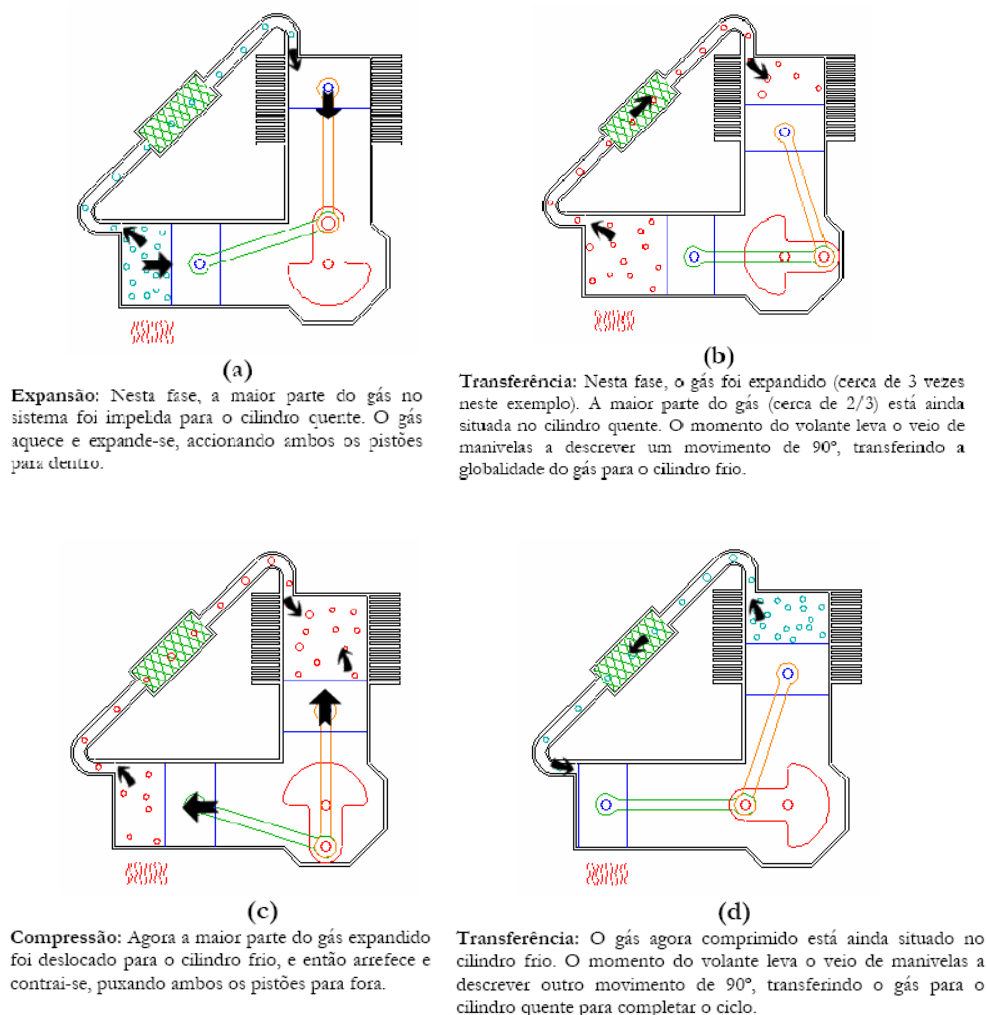 (a)
Expansão: Nesta fase, a maior parte do gás no
sistema foi impelida para o cilindro quente. O gás
aquece e expande-se, accionando ambos os pistões
para dentro.
(b)
Transferência: Nesta fase, o gás foi expandido (cerca de 3 vezes
neste exemplo). A maior parte do gás (cerca de 2/3) está ainda
situada no cilindro quente. O momento do volante leva o veio de
manivelas a descrever um movimento de 90º, transferindo a
globalidade do gás para o cilindro frio.
(c)
Compressão: Agora a maior parte do gás expandido
foi deslocado para o cilindro frio, e então arrefece e
contrai-se, puxando ambos os pistões para fora.
(d)
Transferência: O gás agora comprimido está ainda situado no
cilindro frio. O momento do volante leva o veio de manivelas a
descrever outro movimento de 90º, transferindo o gás para o
cilindro quente para completar o ciclo.